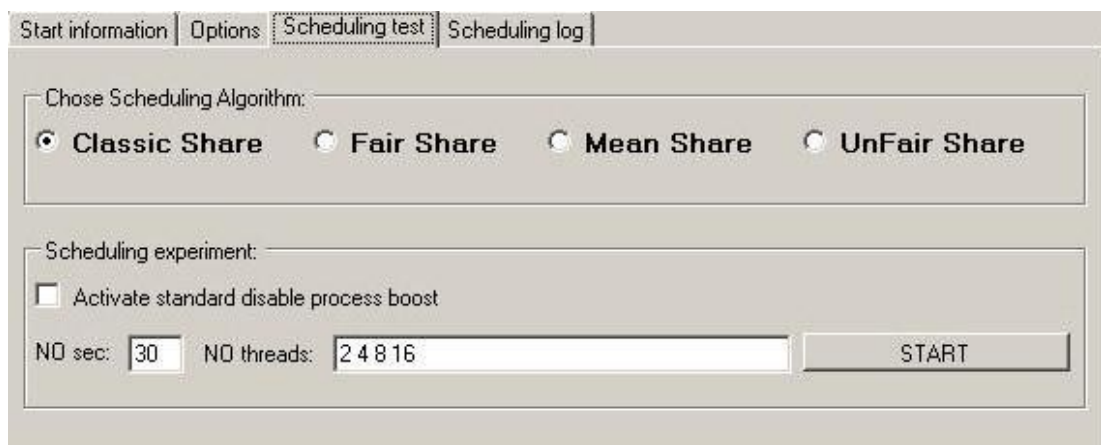 Start information Options Scheduling test Scheduling log
Chose Scheduling Algorithm:
Classic Share Fair Share Mean Share UnFair Share
Scheduling experiment:
Activate standard disable process boost
NO sec: 30 NO threads: 2 4 8 16 START